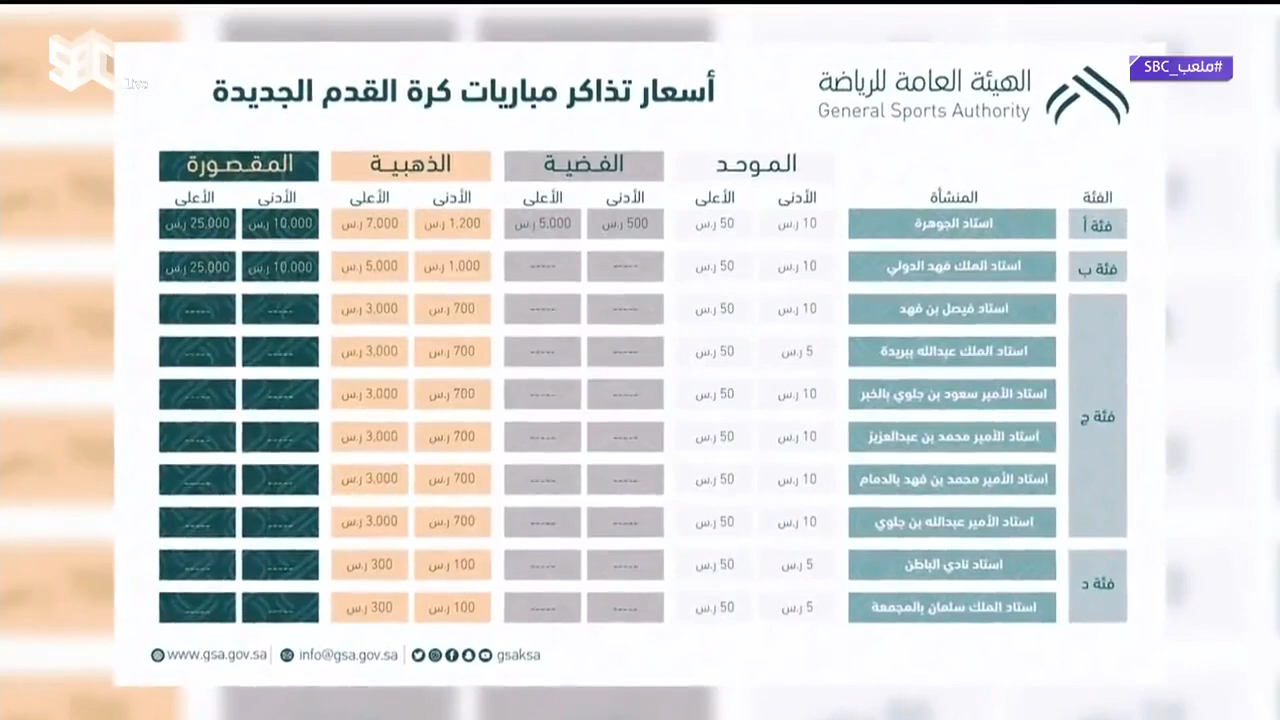 SBC Live
#ملعب_SBC
الهيئة العامة للرياضة
General Sports Authority
أسعار تذاكر مباريات كرة القدم الجديدة
الموحد الفضية الذهبية المقصورة
الفئة المنشأة الأدنى الأعلى الأدنى الأعلى الأدنى الأعلى الأدنى الأعلى
فئة أ استاد الجوهرة 10 ر.س 50 ر.س 500 ر.س 5,000 ر.س 1,200 ر.س 7,000 ر.س 10,000 ر.س 25,000 ر.س
فئة ب استاد الملك فهد الدولي 10 ر.س 50 ر.س ----- ----- 1,000 ر.س 5,000 ر.س 10,000 ر.س 25,000 ر.س
استاد فيصل بن فهد 10 ر.س 50 ر.س ----- ----- 700 ر.س 3,000 ر.س ----- -----
استاد الملك عبدالله ببريدة 5 ر.س 50 ر.س ----- ----- 700 ر.س 3,000 ر.س ----- -----
استاد الأمير سعود بن جلوي بالخبر 10 ر.س 50 ر.س ----- ----- 700 ر.س 3,000 ر.س ----- -----
فئة ج
استاد الأمير محمد بن عبدالعزيز 10 ر.س 50 ر.س ----- ----- 700 ر.س 3,000 ر.س ----- -----
استاد الأمير محمد بن فهد بالدمام 10 ر.س 50 ر.س ----- ----- 700 ر.س 3,000 ر.س ----- -----
استاد الأمير عبدالله بن جلوي 10 ر.س 50 ر.س ----- ----- 700 ر.س 3,000 ر.س ----- -----
استاد نادي الباطن 5 ر.س 50 ر.س ----- ----- 100 ر.س 300 ر.س ----- -----
فئة د
استاد الملك سلمان بالمجمعة 5 ر.س 50 ر.س ----- ----- 100 ر.س 300 ر.س ----- -----
www.gsa.gov.sa info@gsa.gov.sa gsaksa